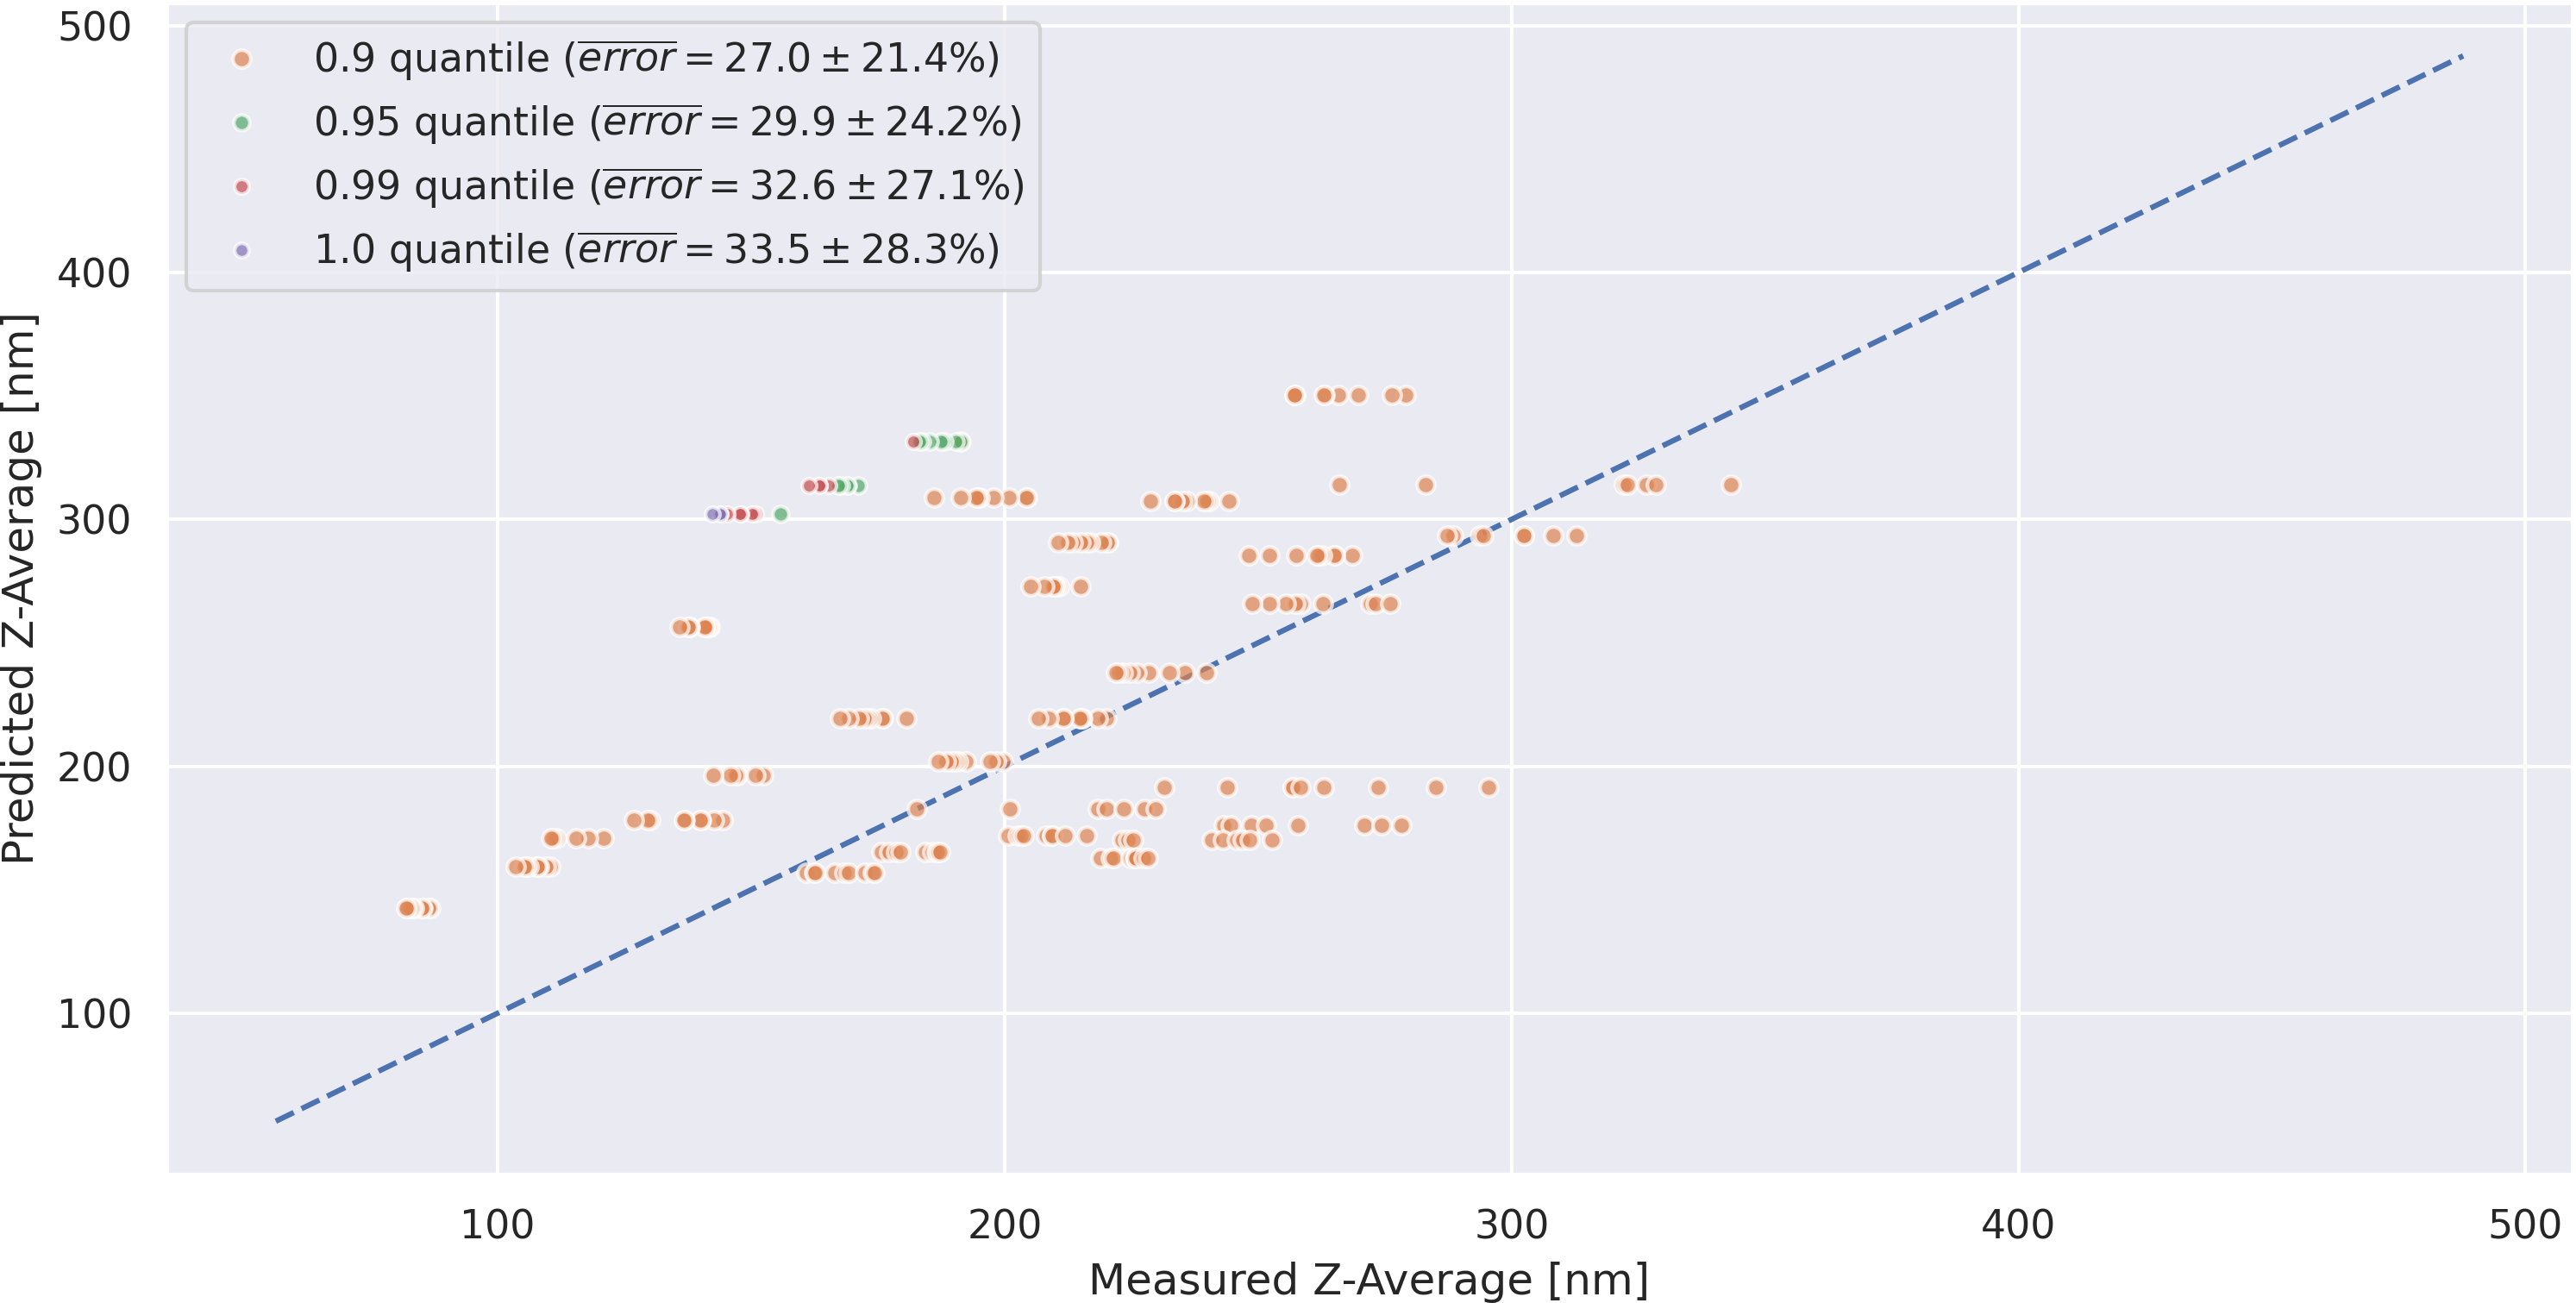 0.9 quantile (error = 27.0 ± 21.4%)
0.95 quantile (error = 29.9 ± 24.2%)
0.99 quantile (error = 32.6 ± 27.1%)
1.0 quantile (error = 33.5 ± 28.3%)
500
400
300
200
100
Predicted Z-Average [nm]
100 200 300 400 500
Measured Z-Average [nm]